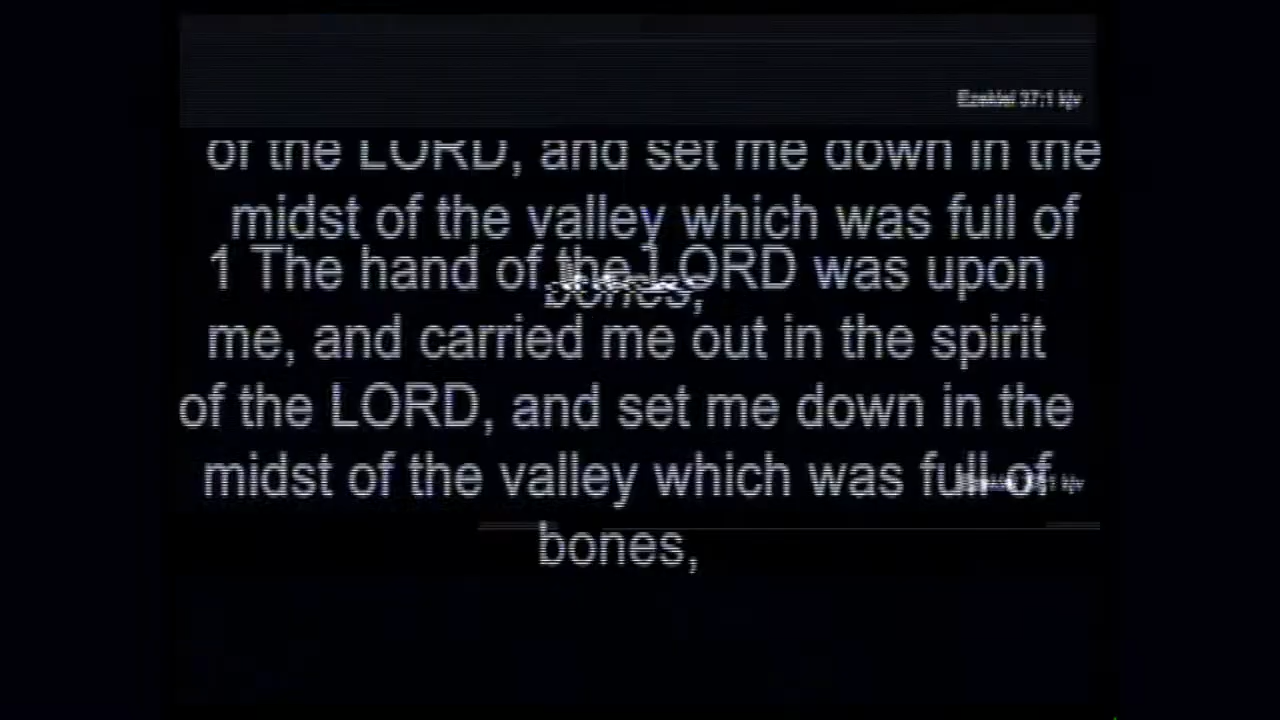 Ezekiel 37:1 kjv
of the LORD, and set me down in the
midst of the valley which was full of
1 The hand of the LORD was upon
bones,
me, and carried me out in the spirit
of the LORD, and set me down in the
midst of the valley which was full of
bones,